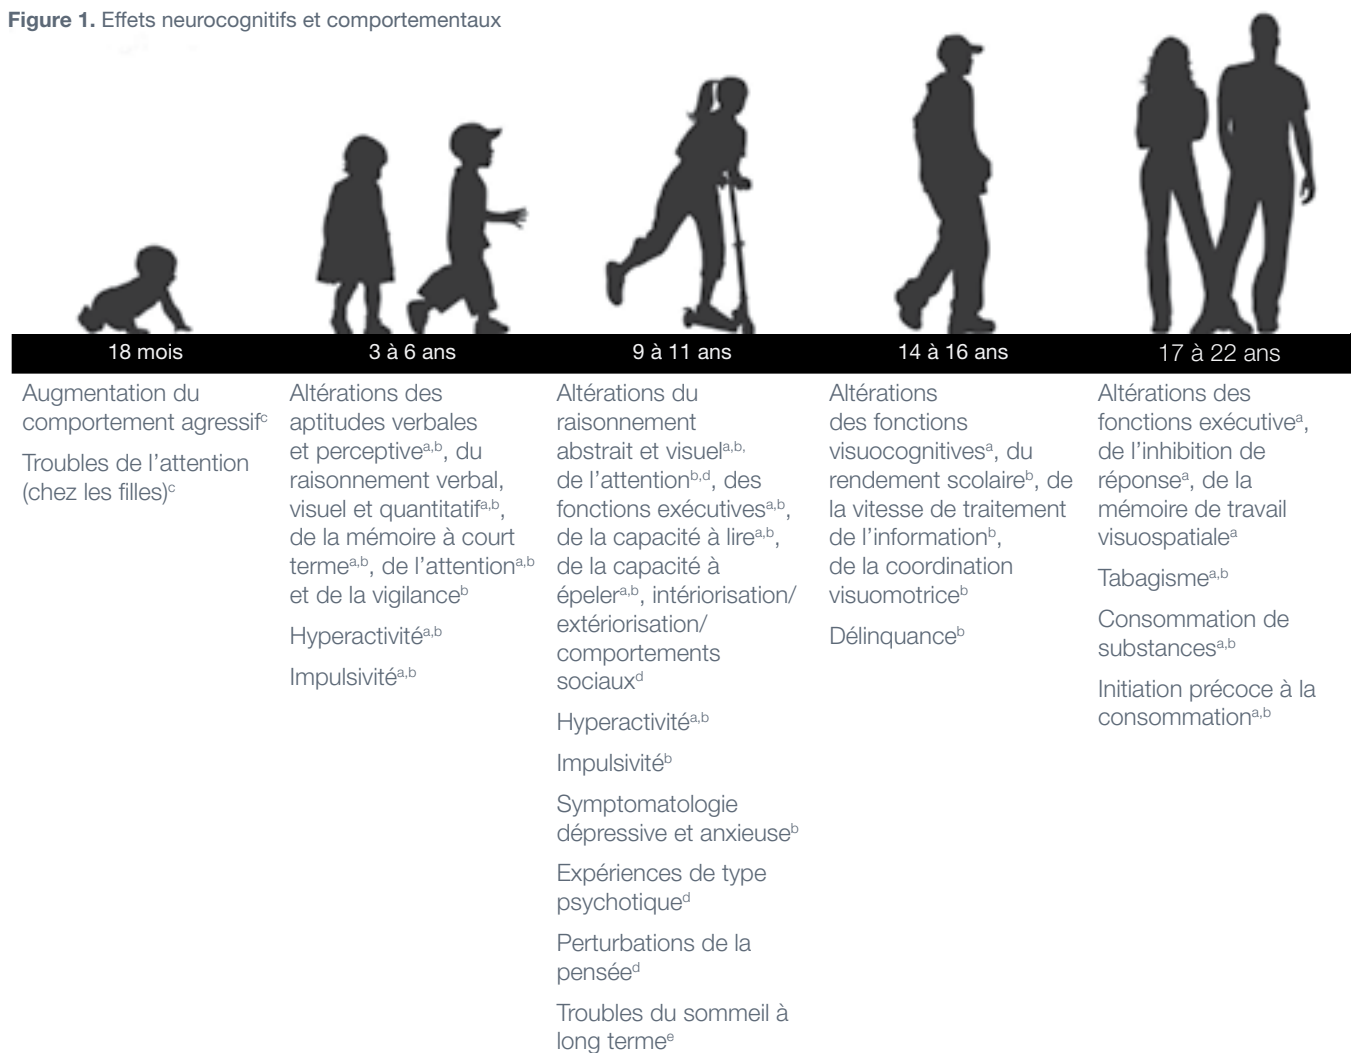 Figure 1. Effets neurocognitifs et comportementaux
18 mois
Augmentation du
comportement agressifᶜ
Troubles de l’attention
(chez les filles)ᶜ
3 à 6 ans
Altérations des
aptitudes verbales
et perceptiveᵃ,ᵇ, du
raisonnement verbal,
visuel et quantitatifᵃ,ᵇ,
de la mémoire à court
termeᵃ,ᵇ, de l’attentionᵃ,ᵇ
et de la vigilanceᵇ
Hyperactivitéᵃ,ᵇ
Impulsivitéᵃ,ᵇ
9 à 11 ans
Altérations du
raisonnement
abstrait et visuelᵃ,ᵇ,
de l’attentionᵇ,ᵈ, des
fonctions exécutivesᵃ,ᵇ,
de la capacité à lireᵃ,ᵇ,
de la capacité à
épelerᵃ,ᵇ, intériorisation/
extériorisation/
comportements
sociauxᵈ
Hyperactivitéᵃ,ᵇ
Impulsivitéᵇ
Symptomatologie
dépressive et anxieuseᵇ
Expériences de type
psychotiqueᵈ
Perturbations de la
penséeᵈ
Troubles du sommeil à
long termeᵉ
14 à 16 ans
Altérations
des fonctions
visuocognitivesᵃ, du
rendement scolaireᵇ, de
la vitesse de traitement
de l’informationᵇ,
de la coordination
visuomotriceᵇ
Délinquanceᵇ
17 à 22 ans
Altérations des
fonctions exécutiveᵃ,
de l’inhibition de
réponseᵃ, de la
mémoire de travail
visuospatialeᵃ
Tabagismeᵃ,ᵇ
Consommation de
substancesᵃ,ᵇ
Initiation précoce à la
consommationᵃ,ᵇ